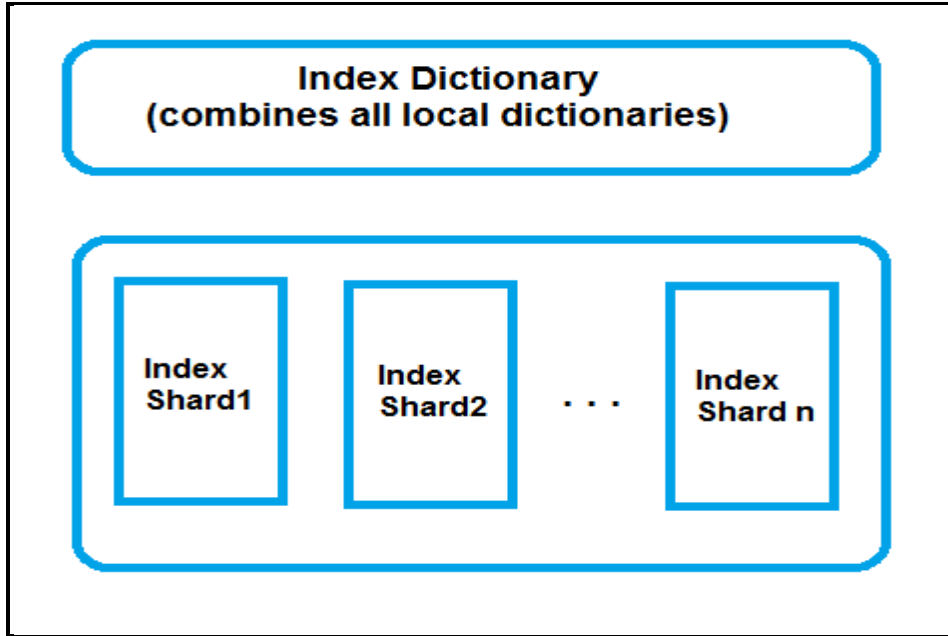 Index Dictionary
(combines all local dictionaries)
Index
Shard1
Index
Shard2
. . .
Index
Shard n